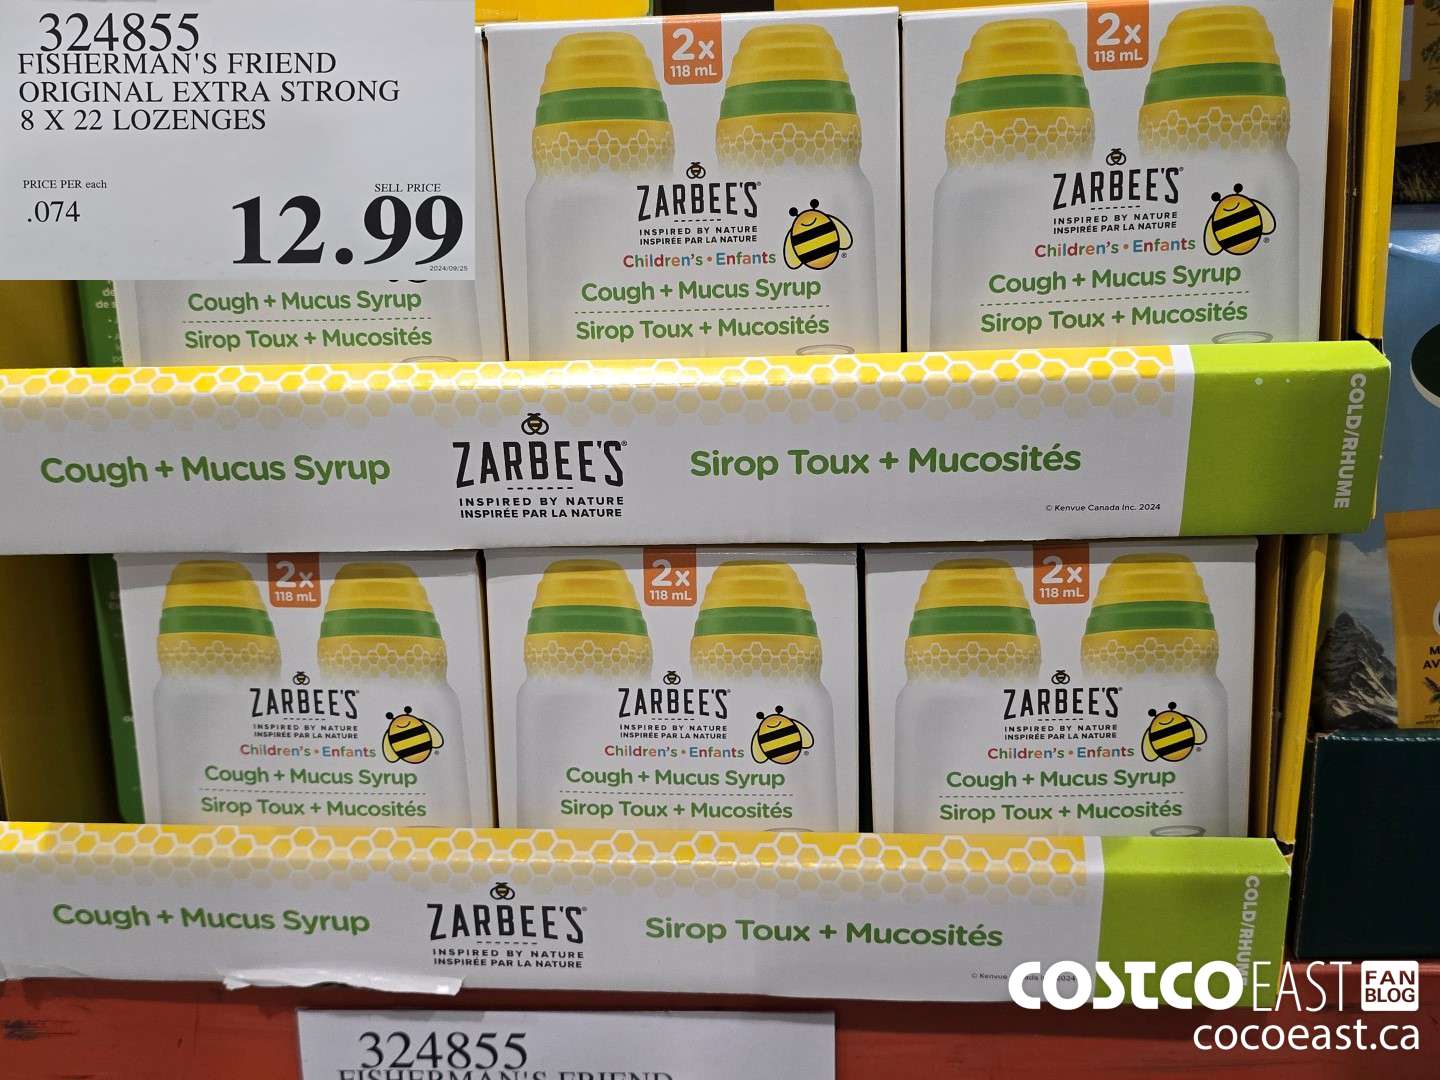 324855
FISHERMAN'S FRIEND
ORIGINAL EXTRA STRONG
8 X 22 LOZENGES
PRICE PER each
.074
SELL PRICE
12.99
2024/09/25
Cough + Mucus Syrup
Sirop Toux + Mucosités
2x
118 mL
ZARBEE'S®
INSPIRED BY NATURE
INSPIRÉE PAR LA NATURE
Children's • Enfants
Cough + Mucus Syrup
Sirop Toux + Mucosités
2x
118 mL
ZARBEE'S®
INSPIRED BY NATURE
INSPIRÉE PAR LA NATURE
Children's • Enfants
Cough + Mucus Syrup
Sirop Toux + Mucosités
Cough + Mucus Syrup
ZARBEE'S®
INSPIRED BY NATURE
INSPIRÉE PAR LA NATURE
Sirop Toux + Mucosités
© Kenvue Canada Inc. 2024
COLD/RHUME
2x
118 mL
ZARBEE'S®
INSPIRED BY NATURE
INSPIRÉE PAR LA NATURE
Children's • Enfants
Cough + Mucus Syrup
Sirop Toux + Mucosités
2x
118 mL
ZARBEE'S®
INSPIRED BY NATURE
INSPIRÉE PAR LA NATURE
Children's • Enfants
Cough + Mucus Syrup
Sirop Toux + Mucosités
2x
118 mL
ZARBEE'S®
INSPIRED BY NATURE
INSPIRÉE PAR LA NATURE
Children's • Enfants
Cough + Mucus Syrup
Sirop Toux + Mucosités
Cough + Mucus Syrup
ZARBEE'S®
INSPIRED BY NATURE
INSPIRÉE PAR LA NATURE
Sirop Toux + Mucosités
© Kenvue 2024
COLD/RHUM
COSTCO EAST FAN BLOG
cocoeast.ca
324855
FISHERMAN'S FRIEND